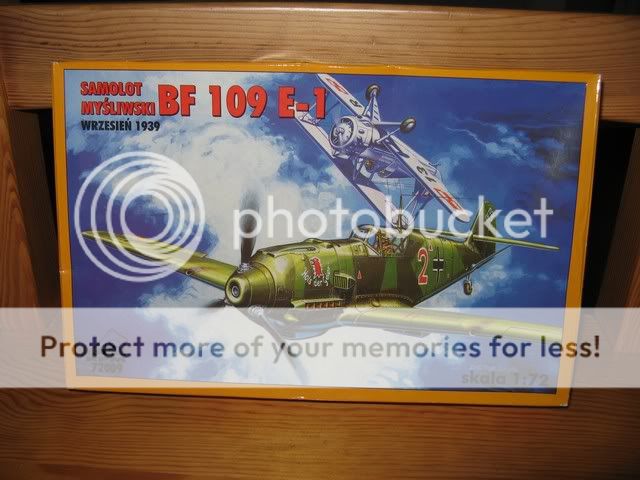 SAMOLOT
MYŚLIWSKI
BF 109 E-1
WRZESIEŃ 1939
photobucket
2
Protect more of your memories for less!
72009
skala 1:72